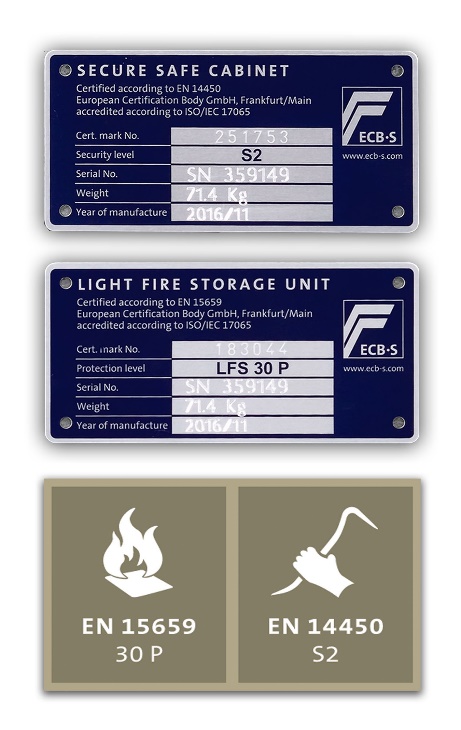 SECURE SAFE CABINET
Certified according to EN 14450
European Certification Body GmbH, Frankfurt/Main
accredited according to ISO/IEC 17065
Cert. mark No. 251753
Security level S2
Serial No. SN 359149
Weight 71.4 Kg
Year of manufacture 2016/11
ECB·S
www.ecb-s.com
LIGHT FIRE STORAGE UNIT
Certified according to EN 15659
European Certification Body GmbH, Frankfurt/Main
accredited according to ISO/IEC 17065
Cert. mark No. 183044
Protection level LFS 30 P
Serial No. SN 359149
Weight 71.4 Kg
Year of manufacture 2016/11
ECB·S
www.ecb-s.com
EN 15659
30 P
EN 14450
S2